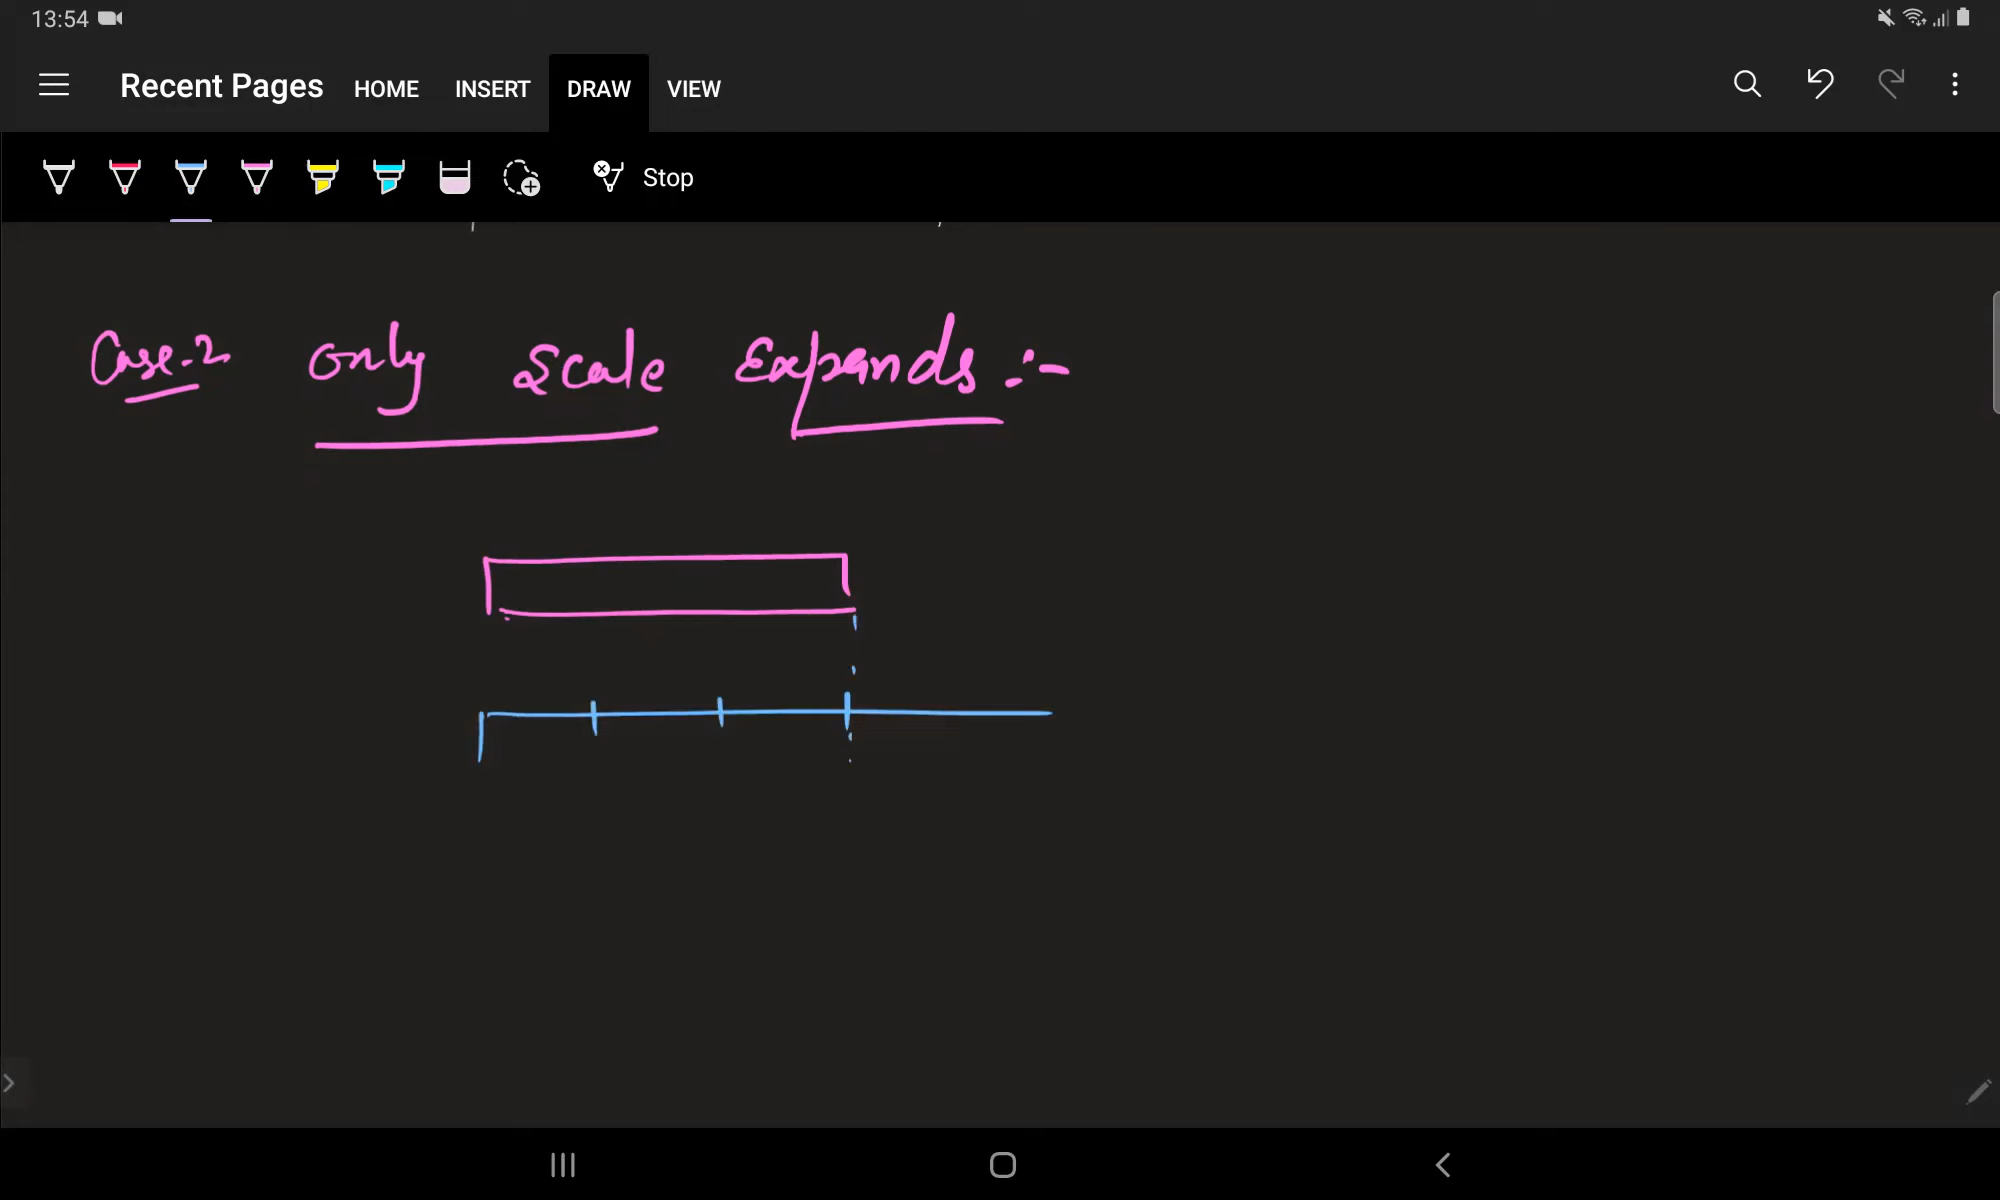 13:54
Recent Pages HOME INSERT DRAW VIEW
Stop
Case-2 only Scale Expands :-